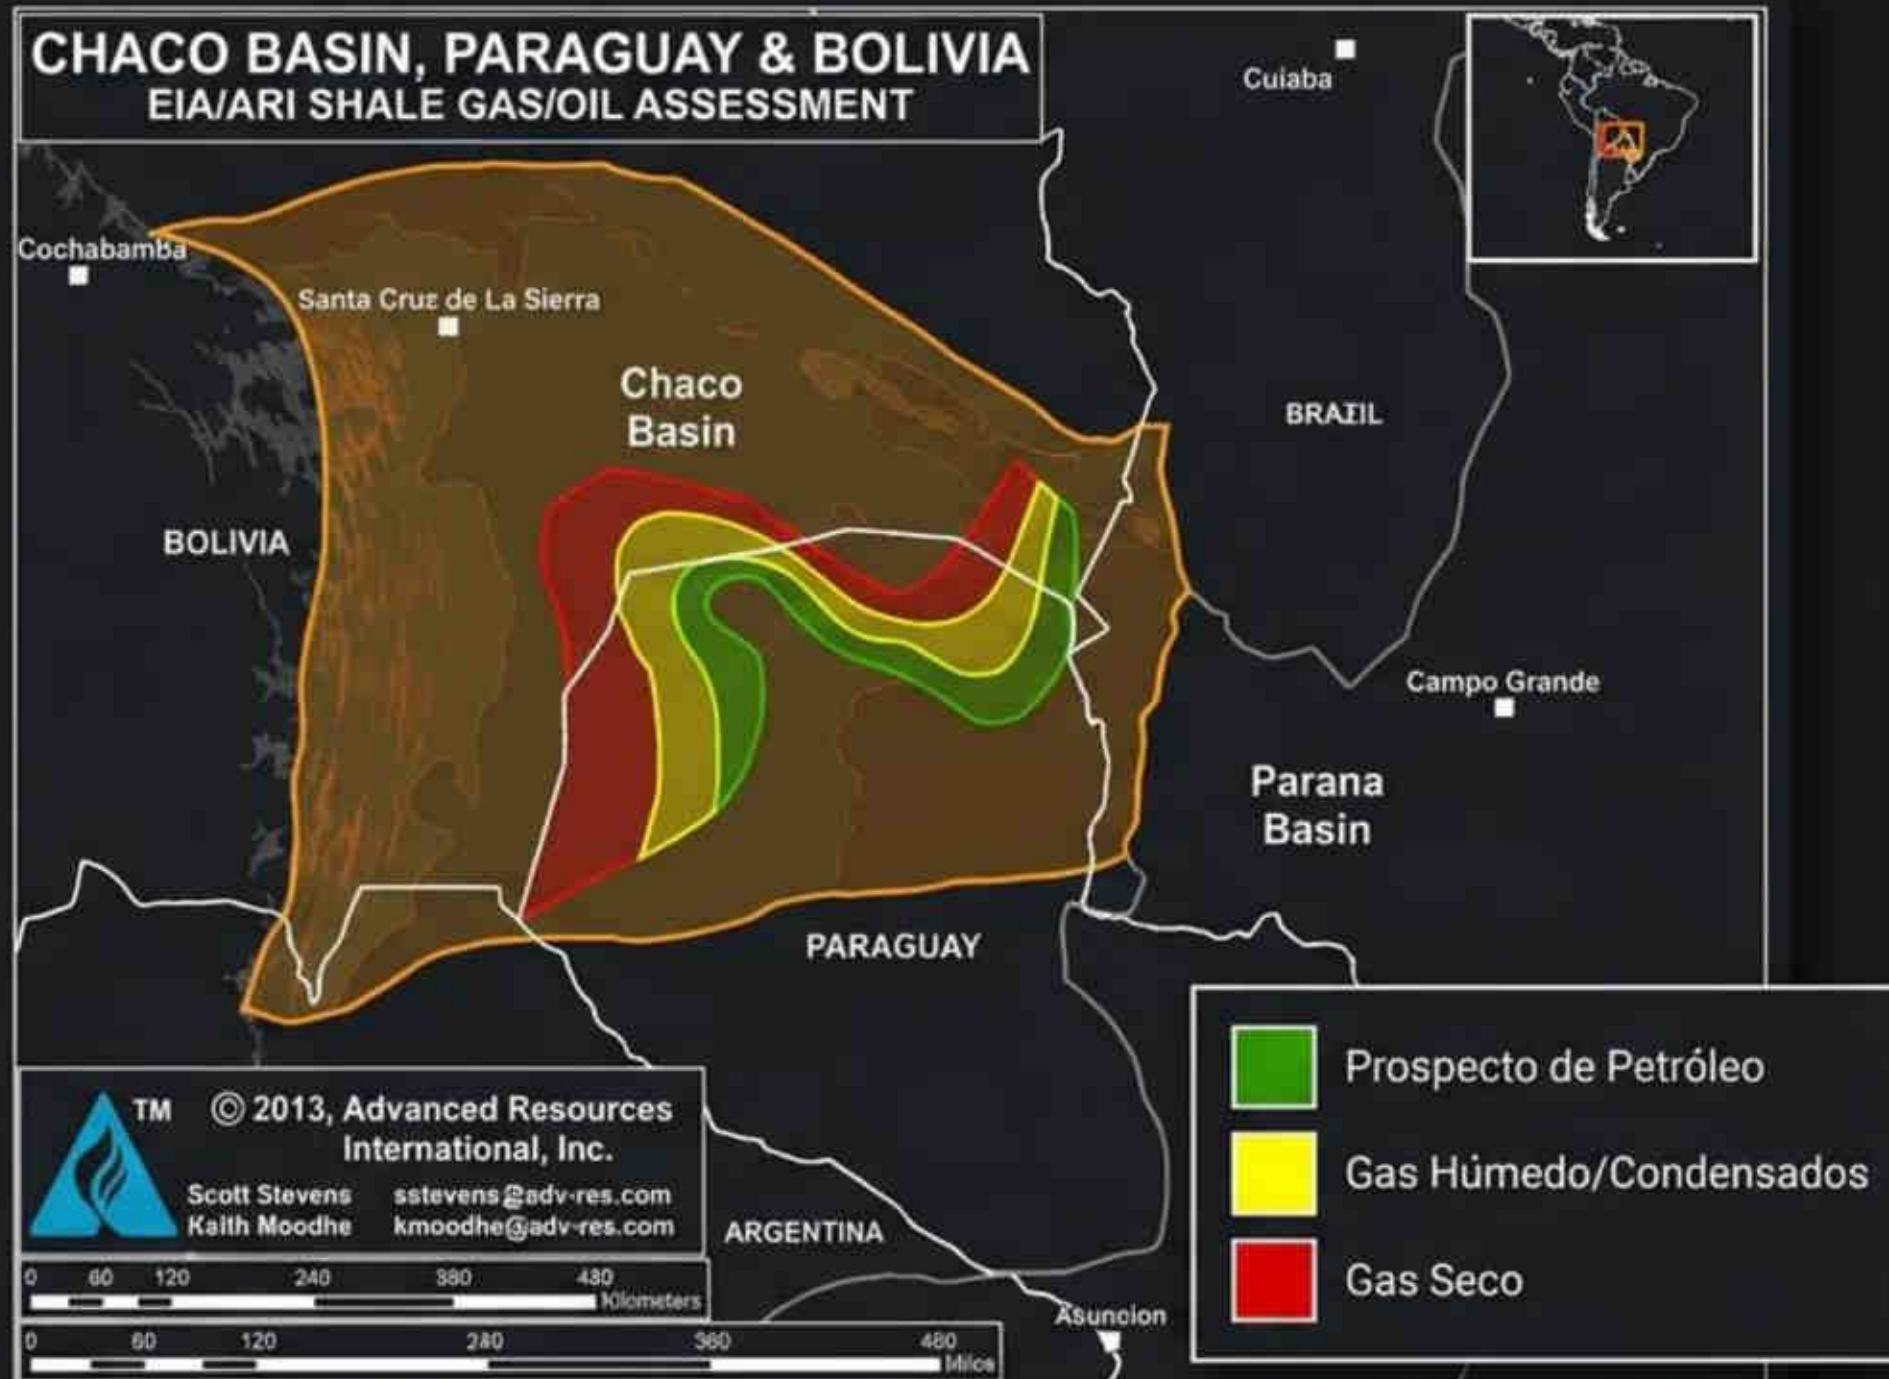 CHACO BASIN, PARAGUAY & BOLIVIA
EIA/ARI SHALE GAS/OIL ASSESSMENT
Cuiaba
Cochabamba
Santa Cruz de La Sierra
Chaco
Basin
BRAZIL
BOLIVIA
Campo Grande
Parana
Basin
PARAGUAY
Prospecto de Petróleo
Gas Húmedo/Condensados
Gas Seco
TM © 2013, Advanced Resources
International, Inc.
Scott Stevens sstevens@adv-res.com
Kaith Moodhe kmoodhe@adv-res.com
ARGENTINA
Asuncion
0 60 120 240 380 480
Kilometers
0 60 120 280 360 480
Milos